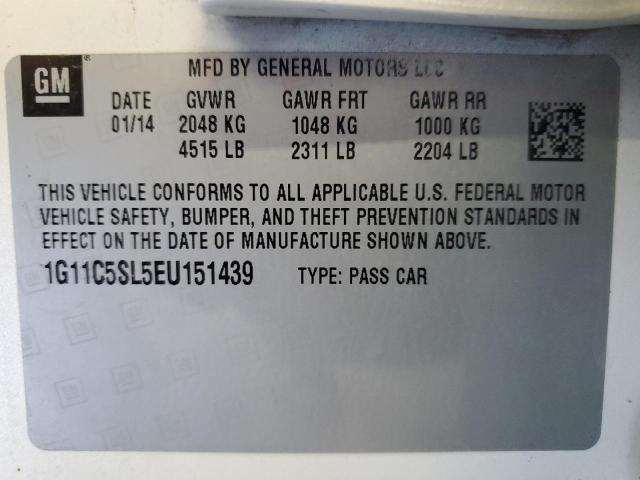 GM
MFD BY GENERAL MOTORS LLC
DATE GVWR GAWR FRT GAWR RR
01/14 2048 KG 1048 KG 1000 KG
4515 LB 2311 LB 2204 LB
THIS VEHICLE CONFORMS TO ALL APPLICABLE U.S. FEDERAL MOTOR
VEHICLE SAFETY, BUMPER, AND THEFT PREVENTION STANDARDS IN
EFFECT ON THE DATE OF MANUFACTURE SHOWN ABOVE.
1G11C5SL5EU151439 TYPE: PASS CAR